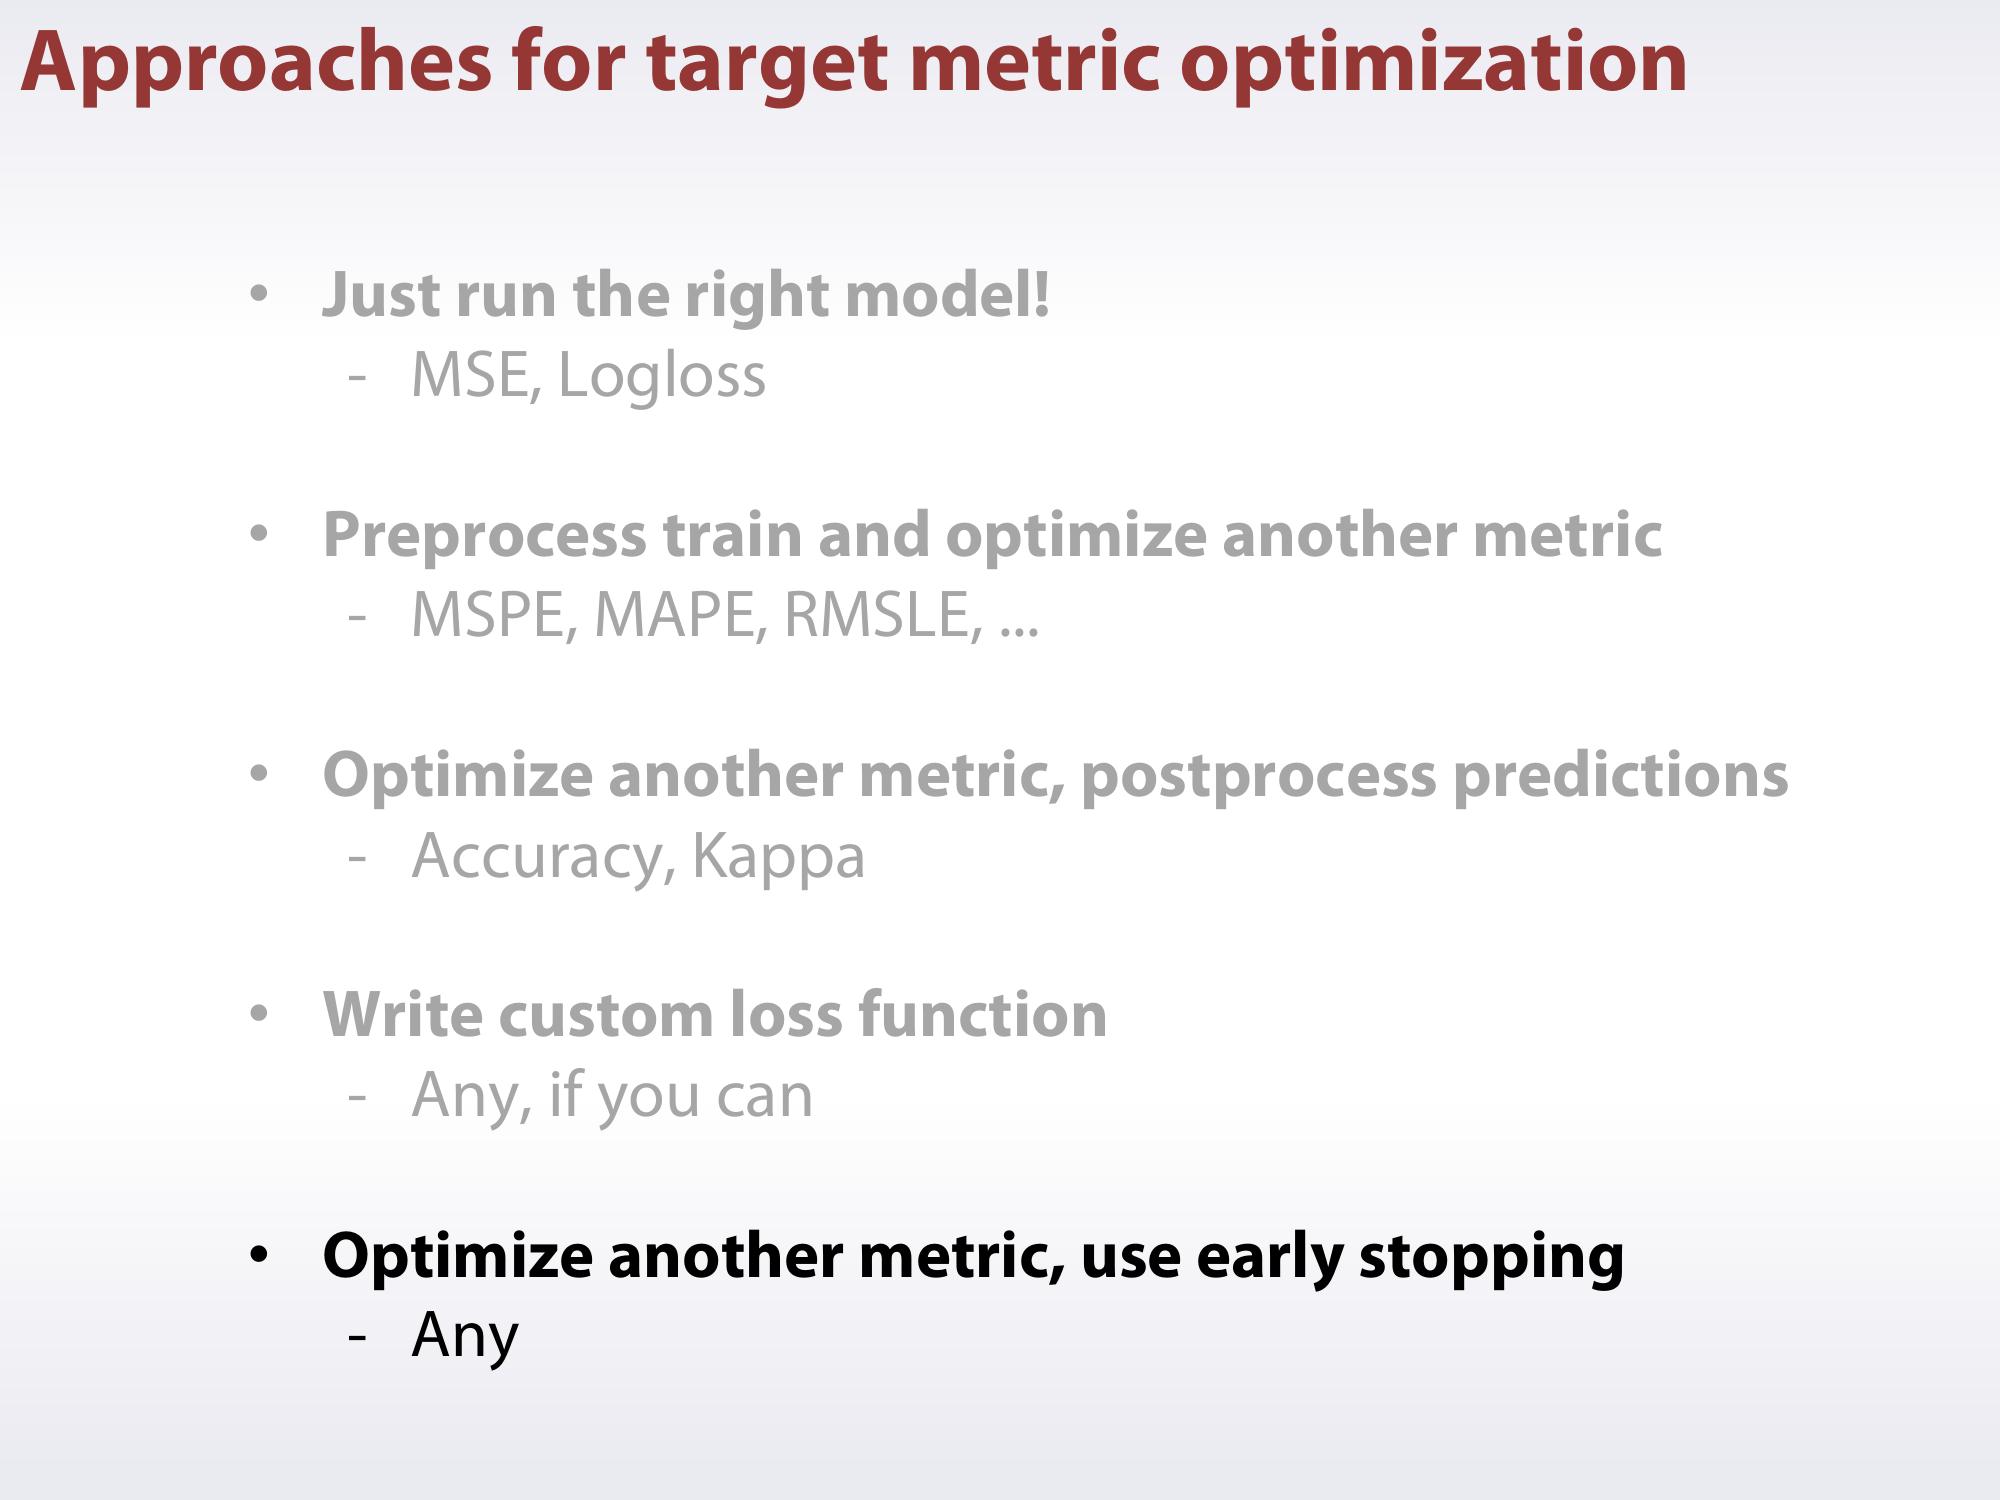 Approaches for target metric optimization
• Just run the right model!
- MSE, Logloss
• Preprocess train and optimize another metric
- MSPE, MAPE, RMSLE, ...
• Optimize another metric, postprocess predictions
- Accuracy, Kappa
• Write custom loss function
- Any, if you can
• Optimize another metric, use early stopping
- Any